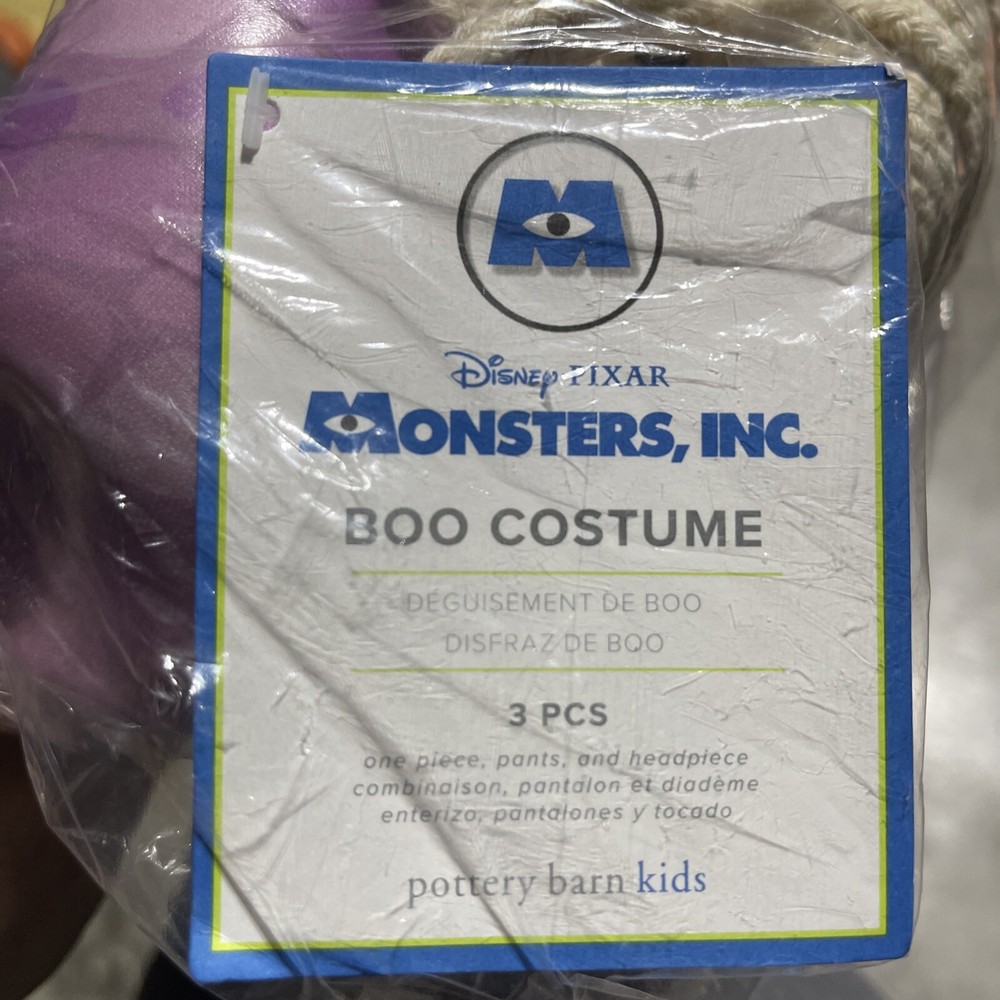 M
Disney PIXAR
MONSTERS, INC.
BOO COSTUME
DÉGUISEMENT DE BOO
DISFRAZ DE BOO
3 PCS
one piece, pants, and headpiece
combinaison, pantalon et diadème
enterizo, pantalones y tocado
pottery barn kids